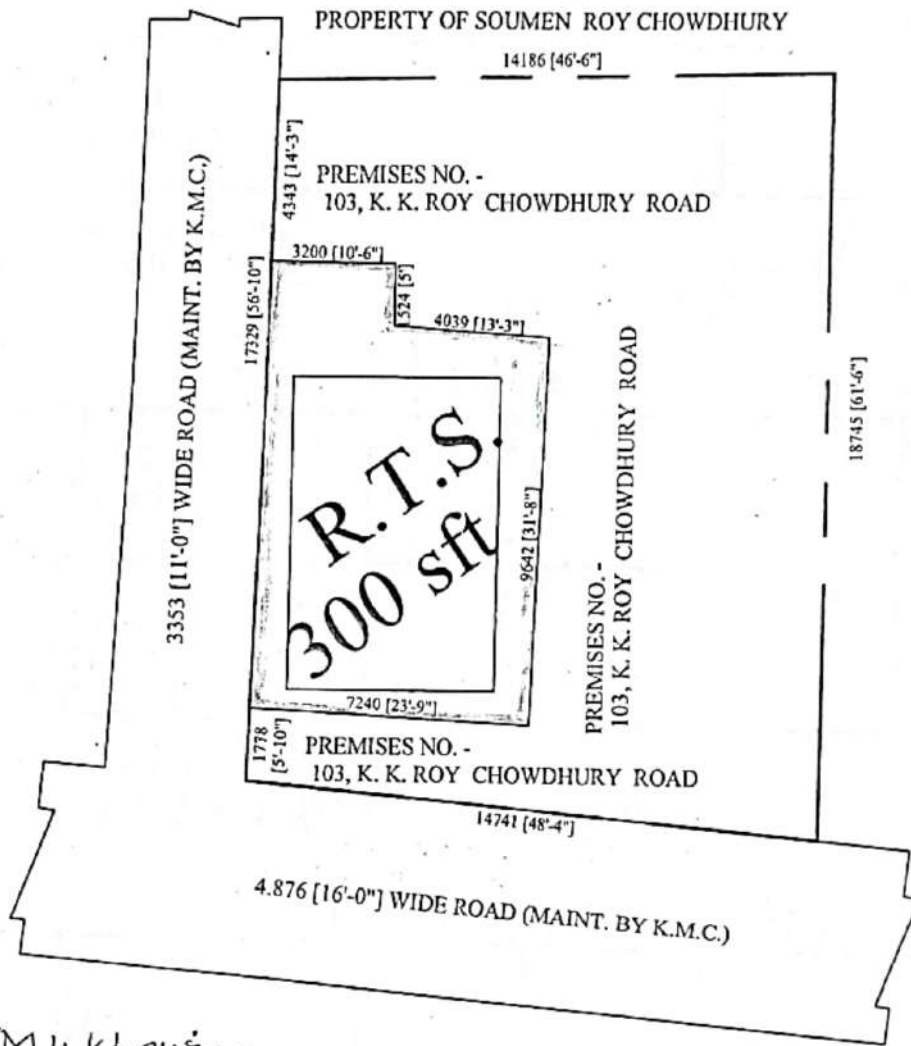 PROPERTY OF SOUMEN ROY CHOWDHURY
14186 [46'-6"]
4343 [14'-3"]
PREMISES NO. -
103, K. K. ROY CHOWDHURY ROAD
3353 [11'-0"] WIDE ROAD (MAINT. BY K.M.C.)
17329 [56'-10"]
3200 [10'-6"]
1524 [5']
4039 [13'-3"]
R.T.S.
300 sft
9642 [31'-8"]
PREMISES NO. -
103, K. K. ROY CHOWDHURY ROAD
18745 [61'-6"]
7240 [23'-9"]
1778
[5'-10"]
PREMISES NO. -
103, K. K. ROY CHOWDHURY ROAD
14741 [48'-4"]
4.876 [16'-0"] WIDE ROAD (MAINT. BY K.M.C.)